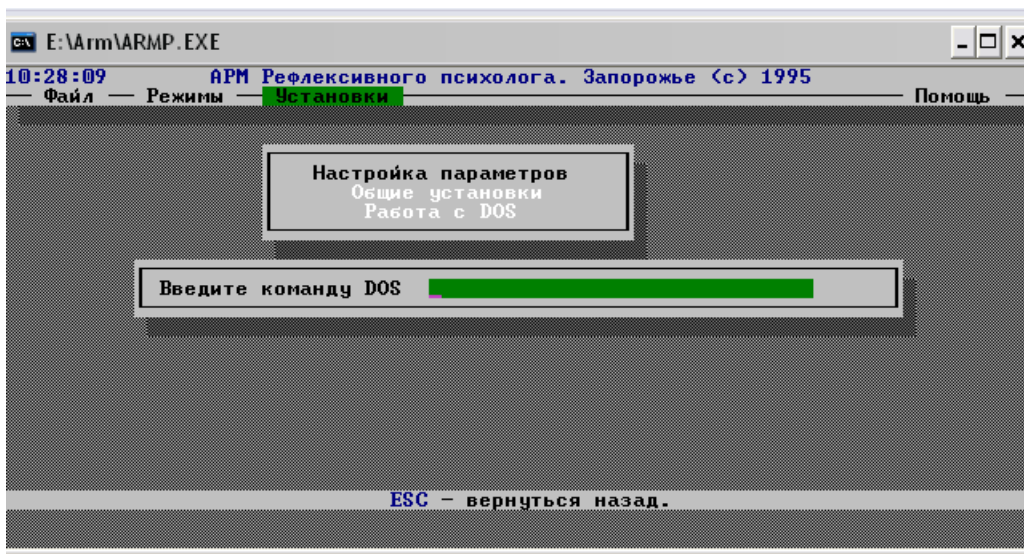 E:\Arm\ARMP.EXE
10:28:09 АРМ Рефлексивного психолога. Запорожье (c) 1995
Файл Режимы Установки Помощь
Настройка параметров
Общие установки
Работа с DOS
Введите команду DOS
ESC - вернуться назад.